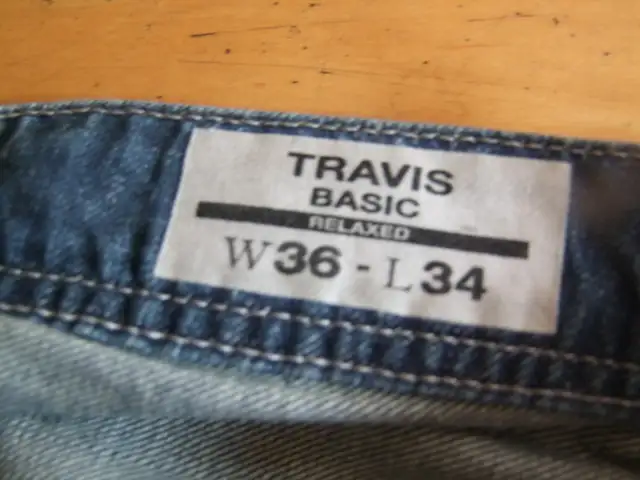 TRAVIS
BASIC
RELAXED
W36 - L34